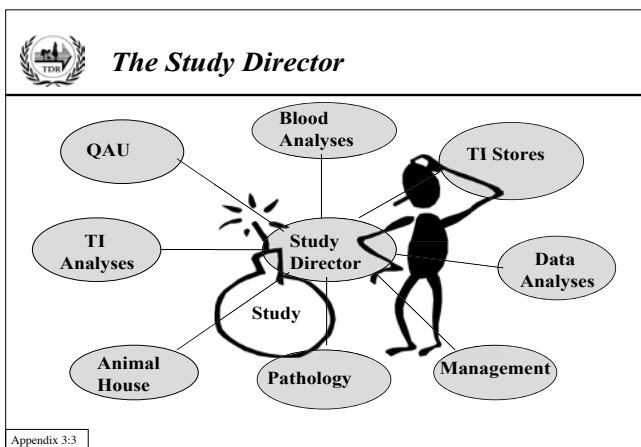 TDR
The Study Director
Blood
Analyses
QAU
TI Stores
TI
Analyses
Study
Director
Data
Analyses
Study
Animal
House
Pathology
Management
Appendix 3:3